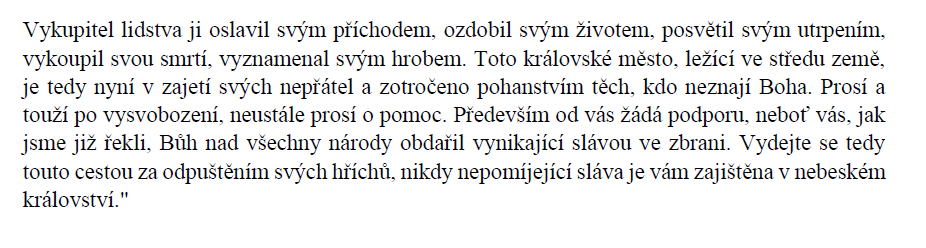 Vykupitel lidstva ji oslavil svým příchodem, ozdobil svým životem, posvětil svým utrpením,
vykoupil svou smrtí, vyznamenal svým hrobem. Toto královské město, ležící ve středu země,
je tedy nyní v zajetí svých nepřátel a zotročeno pohanstvím těch, kdo neznají Boha. Prosí a
touží po vysvobození, neustále prosí o pomoc. Především od vás žádá podporu, neboť vás, jak
jsme již řekli, Bůh nad všechny národy obdařil vynikající slávou ve zbrani. Vydejte se tedy
touto cestou za odpuštěním svých hříchů, nikdy nepomíjející sláva je vám zajištěna v nebeském
království."